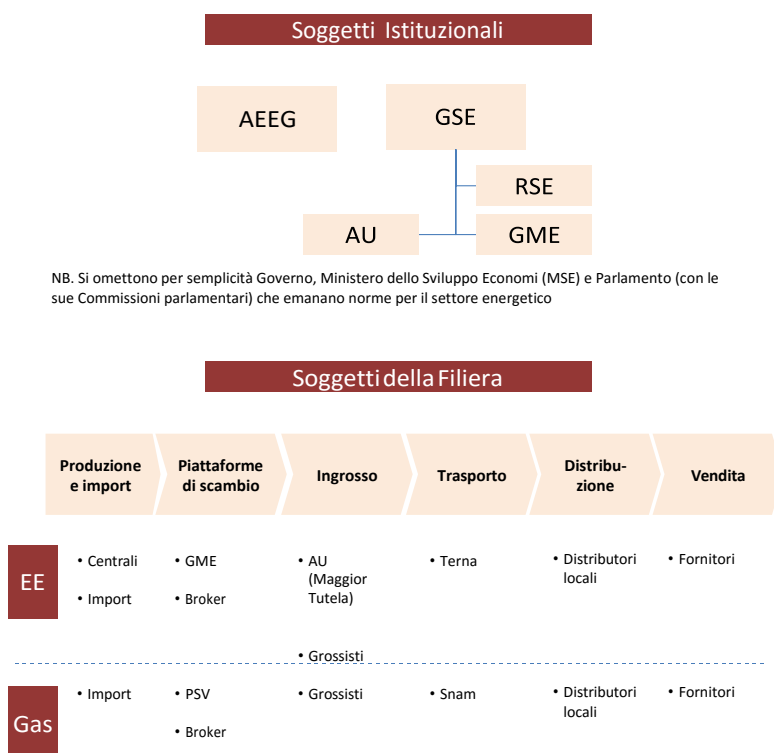 Soggetti Istituzionali
AEEG
GSE
RSE
AU
GME
NB. Si omettono per semplicità Governo, Ministero dello Sviluppo Economi (MSE) e Parlamento (con le
sue Commissioni parlamentari) che emanano norme per il settore energetico
Soggetti della Filiera
Produzione
e import
Piattaforme
di scambio
Ingrosso
Trasporto
Distribu-
zione
Vendita
EE
• Centrali
• Import
• GME
• Broker
• AU
(Maggior
Tutela)
• Grossisti
• Terna
• Distributori
locali
• Fornitori
Gas
• Import
• PSV
• Broker
• Grossisti
• Snam
• Distributori
locali
• Fornitori